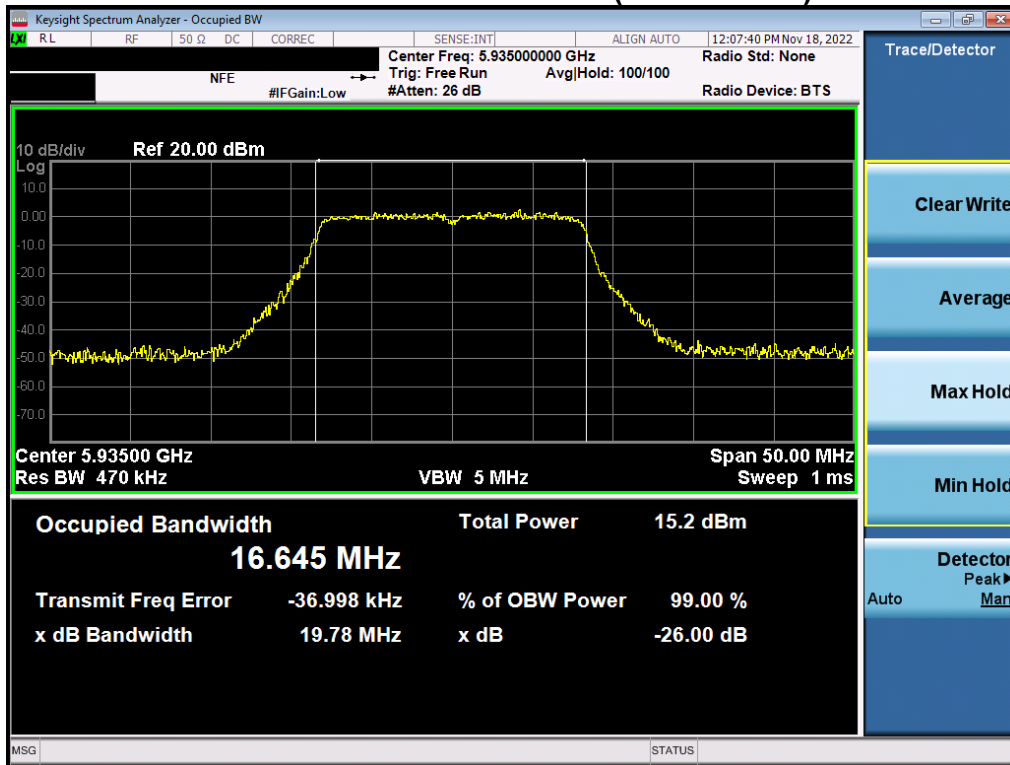 Keysight Spectrum Analyzer - Occupied BW
LXI RL RF 50 Ω DC CORREC SENSE:INT ALIGN AUTO 12:07:40 PM Nov 18, 2022
Center Freq: 5.935000000 GHz Radio Std: None
NFE Trig: Free Run Avg|Hold: 100/100
#IFGain:Low #Atten: 26 dB Radio Device: BTS
Trace/Detector
10 dB/div Ref 20.00 dBm
Log
10.0
0.00
-10.0
-20.0
-30.0
-40.0
-50.0
-60.0
-70.0
Center 5.93500 GHz Span 50.00 MHz
Res BW 470 kHz VBW 5 MHz Sweep 1 ms
Occupied Bandwidth Total Power 15.2 dBm
16.645 MHz
Transmit Freq Error -36.998 kHz % of OBW Power 99.00 %
x dB Bandwidth 19.78 MHz x dB -26.00 dB
Clear Write
Average
Max Hold
Min Hold
Detector
Peak▶
Auto Man
MSG STATUS